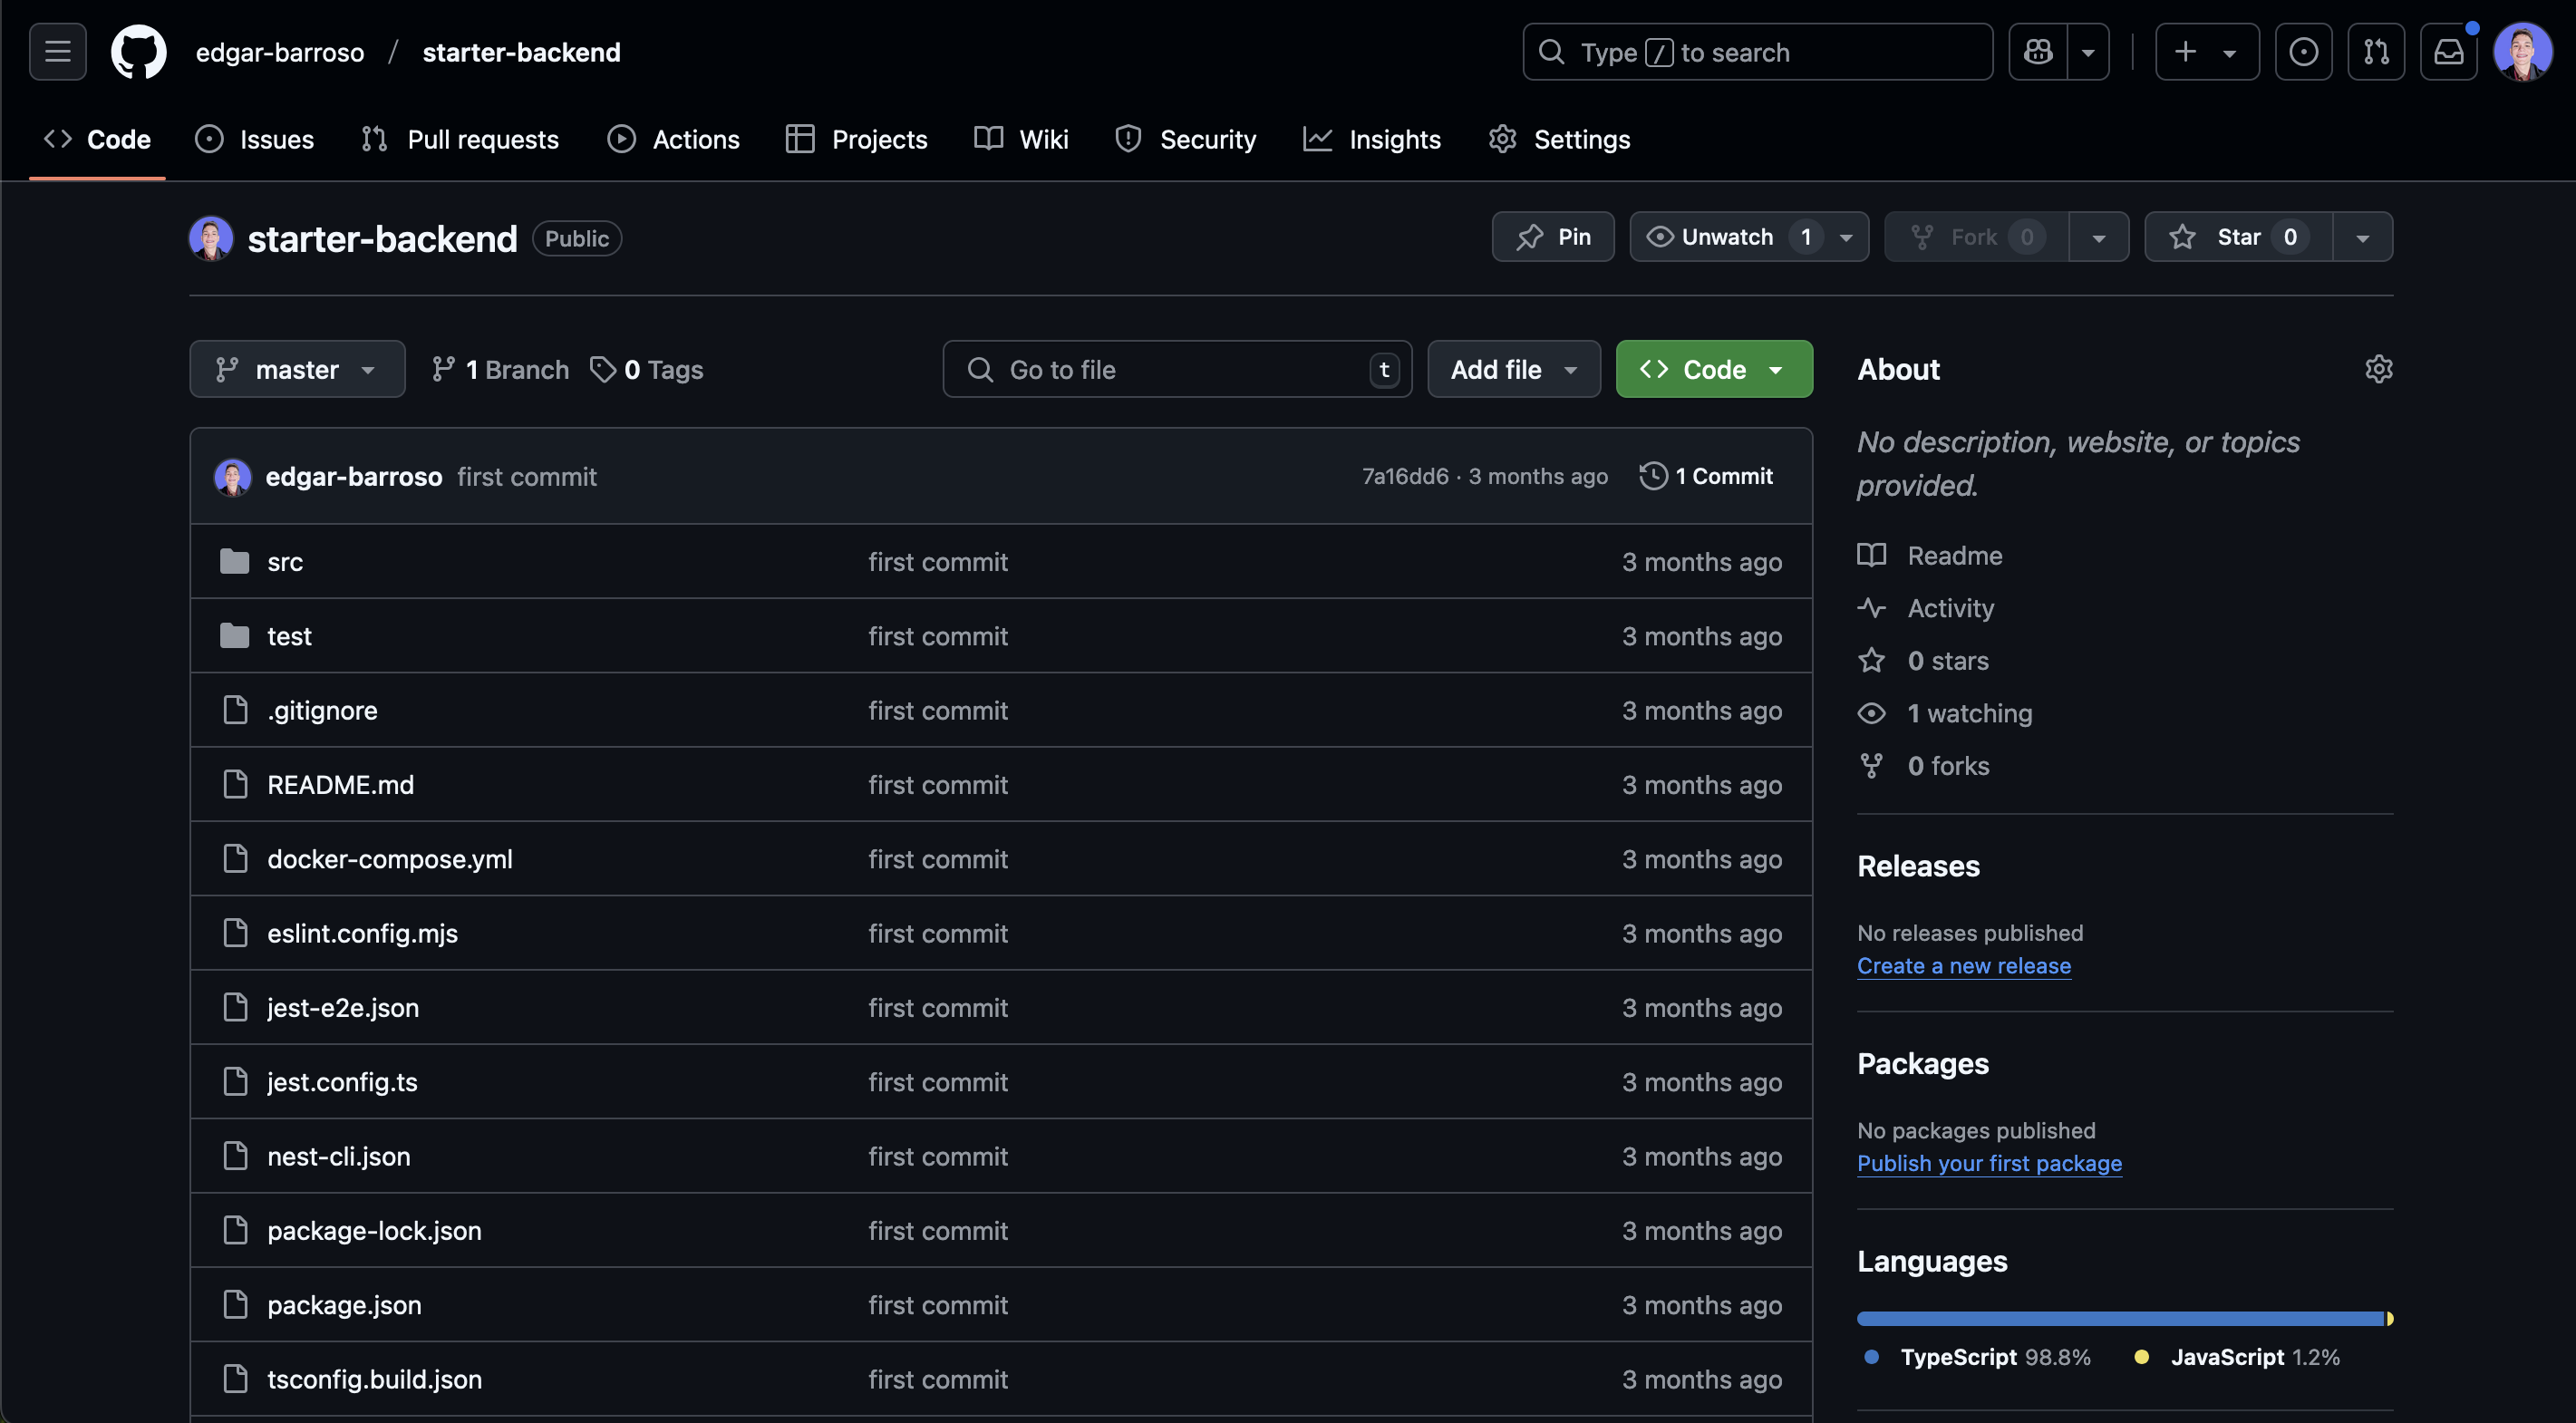 edgar-barroso / starter-backend
Type / to search
Code Issues Pull requests Actions Projects Wiki Security Insights Settings
starter-backend Public
Pin Unwatch 1 Fork 0 Star 0
master 1 Branch 0 Tags
Go to file t Add file Code
edgar-barroso first commit 7a16dd6 · 3 months ago 1 Commit
src first commit 3 months ago
test first commit 3 months ago
.gitignore first commit 3 months ago
README.md first commit 3 months ago
docker-compose.yml first commit 3 months ago
eslint.config.mjs first commit 3 months ago
jest-e2e.json first commit 3 months ago
jest.config.ts first commit 3 months ago
nest-cli.json first commit 3 months ago
package-lock.json first commit 3 months ago
package.json first commit 3 months ago
tsconfig.build.json first commit 3 months ago
About
No description, website, or topics
provided.
Readme
Activity
0 stars
1 watching
0 forks
Releases
No releases published
Create a new release
Packages
No packages published
Publish your first package
Languages
TypeScript 98.8% JavaScript 1.2%